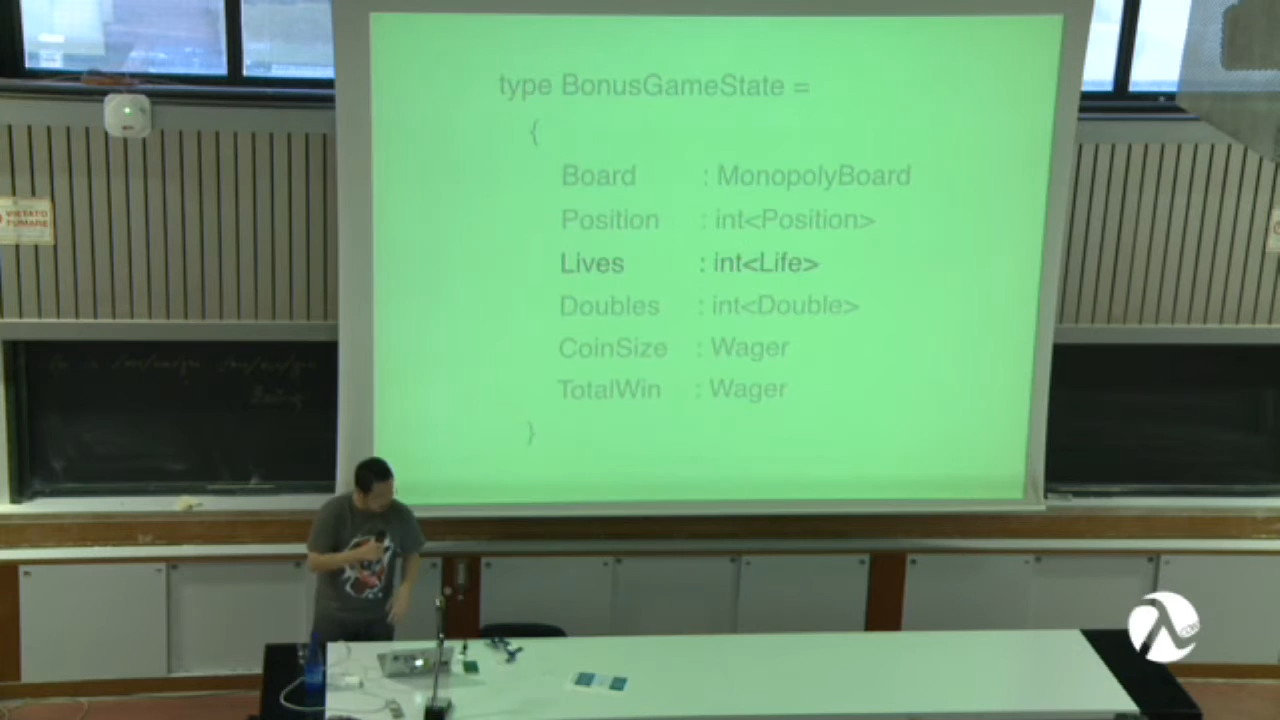 type BonusGameState =
{
Board : MonopolyBoard
Position : int<Position>
Lives : int<Life>
Doubles : int<Double>
CoinSize : Wager
TotalWin : Wager
}
VIETATO
FUMARE